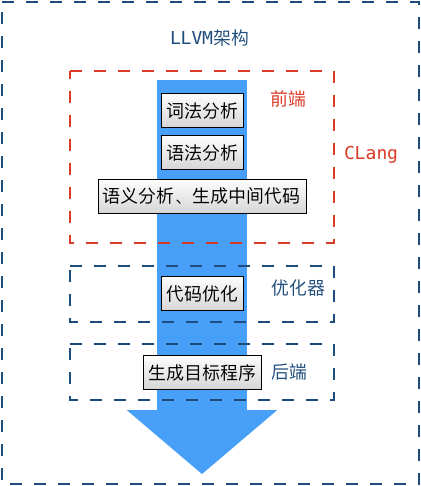 LLVM架构
前端
词法分析
语法分析
CLang
语义分析、生成中间代码
优化器
代码优化
后端
生成目标程序